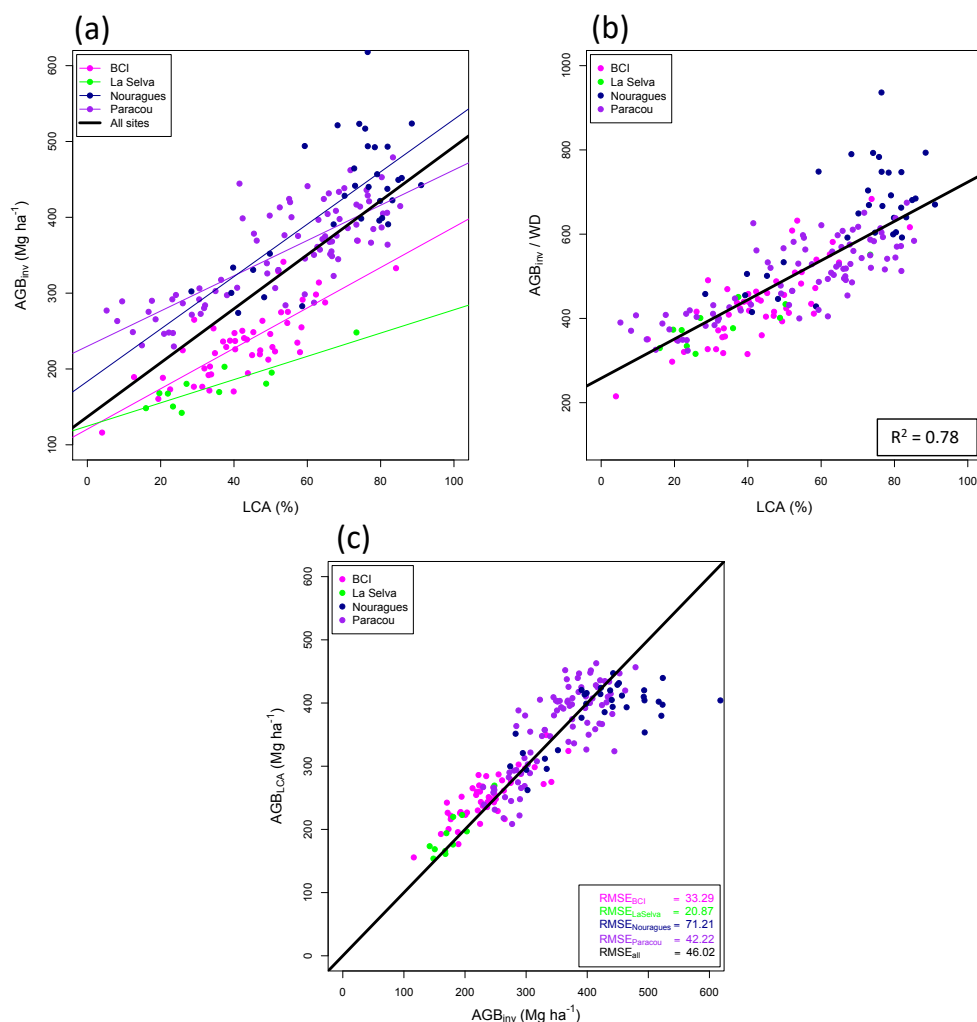 (a)
BCI
La Selva
Nouragues
Paracou
All sites
600
500
400
300
200
100
AGBinv (Mg ha⁻¹)
0 20 40 60 80 100
LCA (%)
(b)
BCI
La Selva
Nouragues
Paracou
1000
800
600
400
200
AGBinv / WD
R² = 0.78
0 20 40 60 80 100
LCA (%)
(c)
BCI
La Selva
Nouragues
Paracou
600
500
400
300
200
100
0
AGBLCA (Mg ha⁻¹)
RMSEBCI = 33.29
RMSELaSelva = 20.87
RMSENouragues = 71.21
RMSEParacou = 42.22
RMSEall = 46.02
0 100 200 300 400 500 600
AGBinv (Mg ha⁻¹)